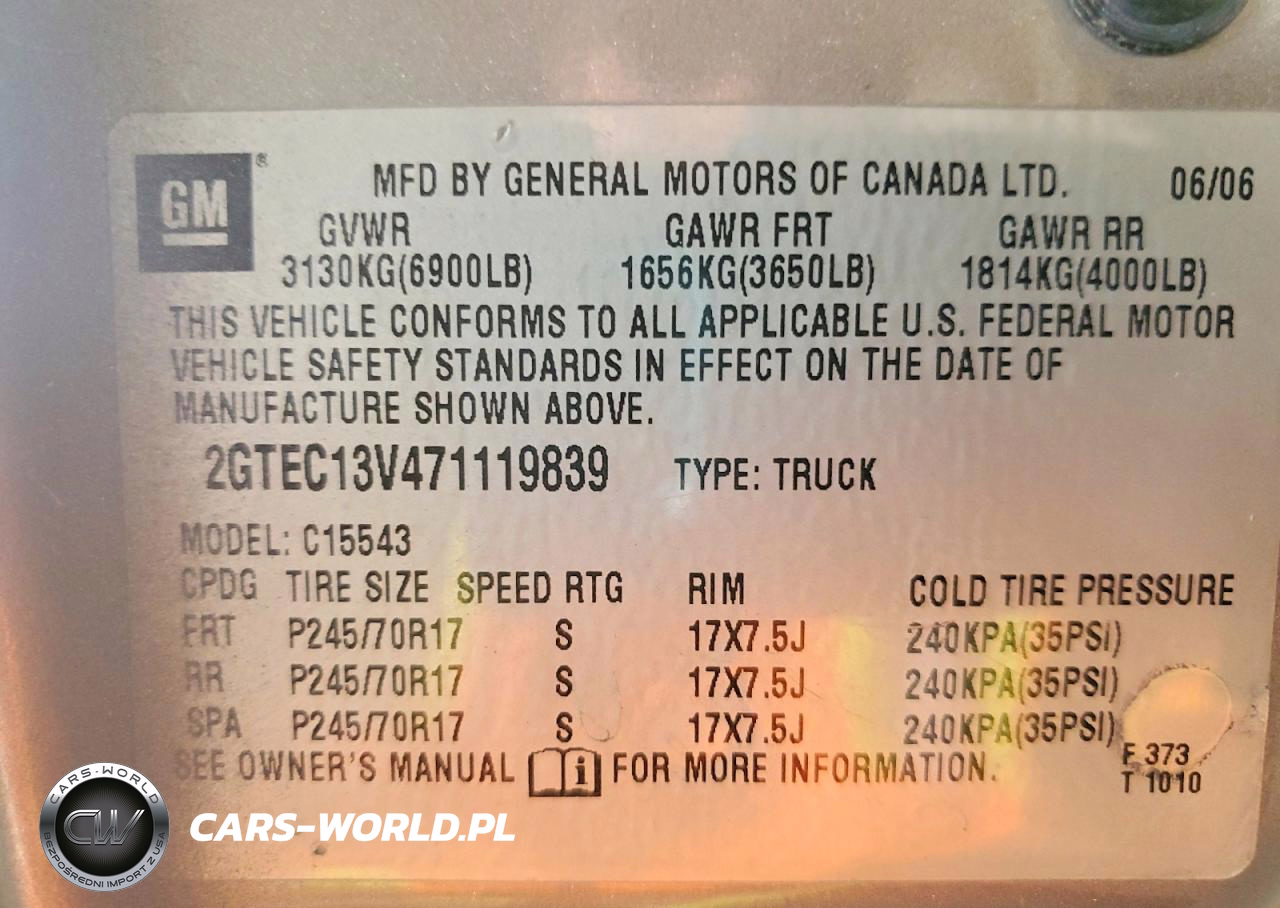 GM®
MFD BY GENERAL MOTORS OF CANADA LTD. 06/06
GVWR GAWR FRT GAWR RR
3130KG(6900LB) 1656KG(3650LB) 1814KG(4000LB)
THIS VEHICLE CONFORMS TO ALL APPLICABLE U.S. FEDERAL MOTOR
VEHICLE SAFETY STANDARDS IN EFFECT ON THE DATE OF
MANUFACTURE SHOWN ABOVE.
2GTEC13V471119839 TYPE: TRUCK
MODEL: C15543
CPDG TIRE SIZE SPEED RTG RIM COLD TIRE PRESSURE
FRT P245/70R17 S 17X7.5J 240KPA(35PSI)
RR P245/70R17 S 17X7.5J 240KPA(35PSI)
SPA P245/70R17 S 17X7.5J 240KPA(35PSI)
SEE OWNER'S MANUAL i FOR MORE INFORMATION.
F 373
T 1010
CARS-WORLD
CW
BEZPOŚREDNI IMPORT Z USA
CARS-WORLD.PL